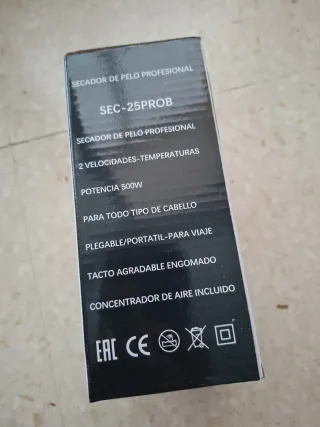 SECADOR DE PELO PROFESIONAL
SEC-25PROB
SECADOR DE PELO PROFESIONAL
2 VELOCIDADES-TEMPERATURAS
POTENCIA 500W
PARA TODO TIPO DE CABELLO
PLEGABLE/PORTATIL-PARA VIAJE
TACTO AGRADABLE ENGOMADO
CONCENTRADOR DE AIRE INCLUIDO
EAC CE